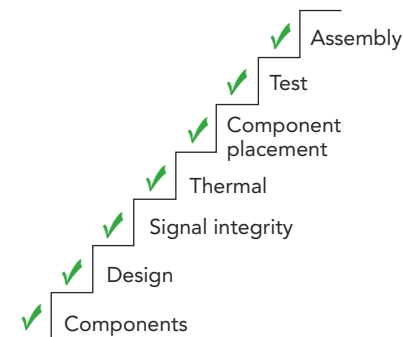 Assembly
Test
Component
placement
Thermal
Signal integrity
Design
Components